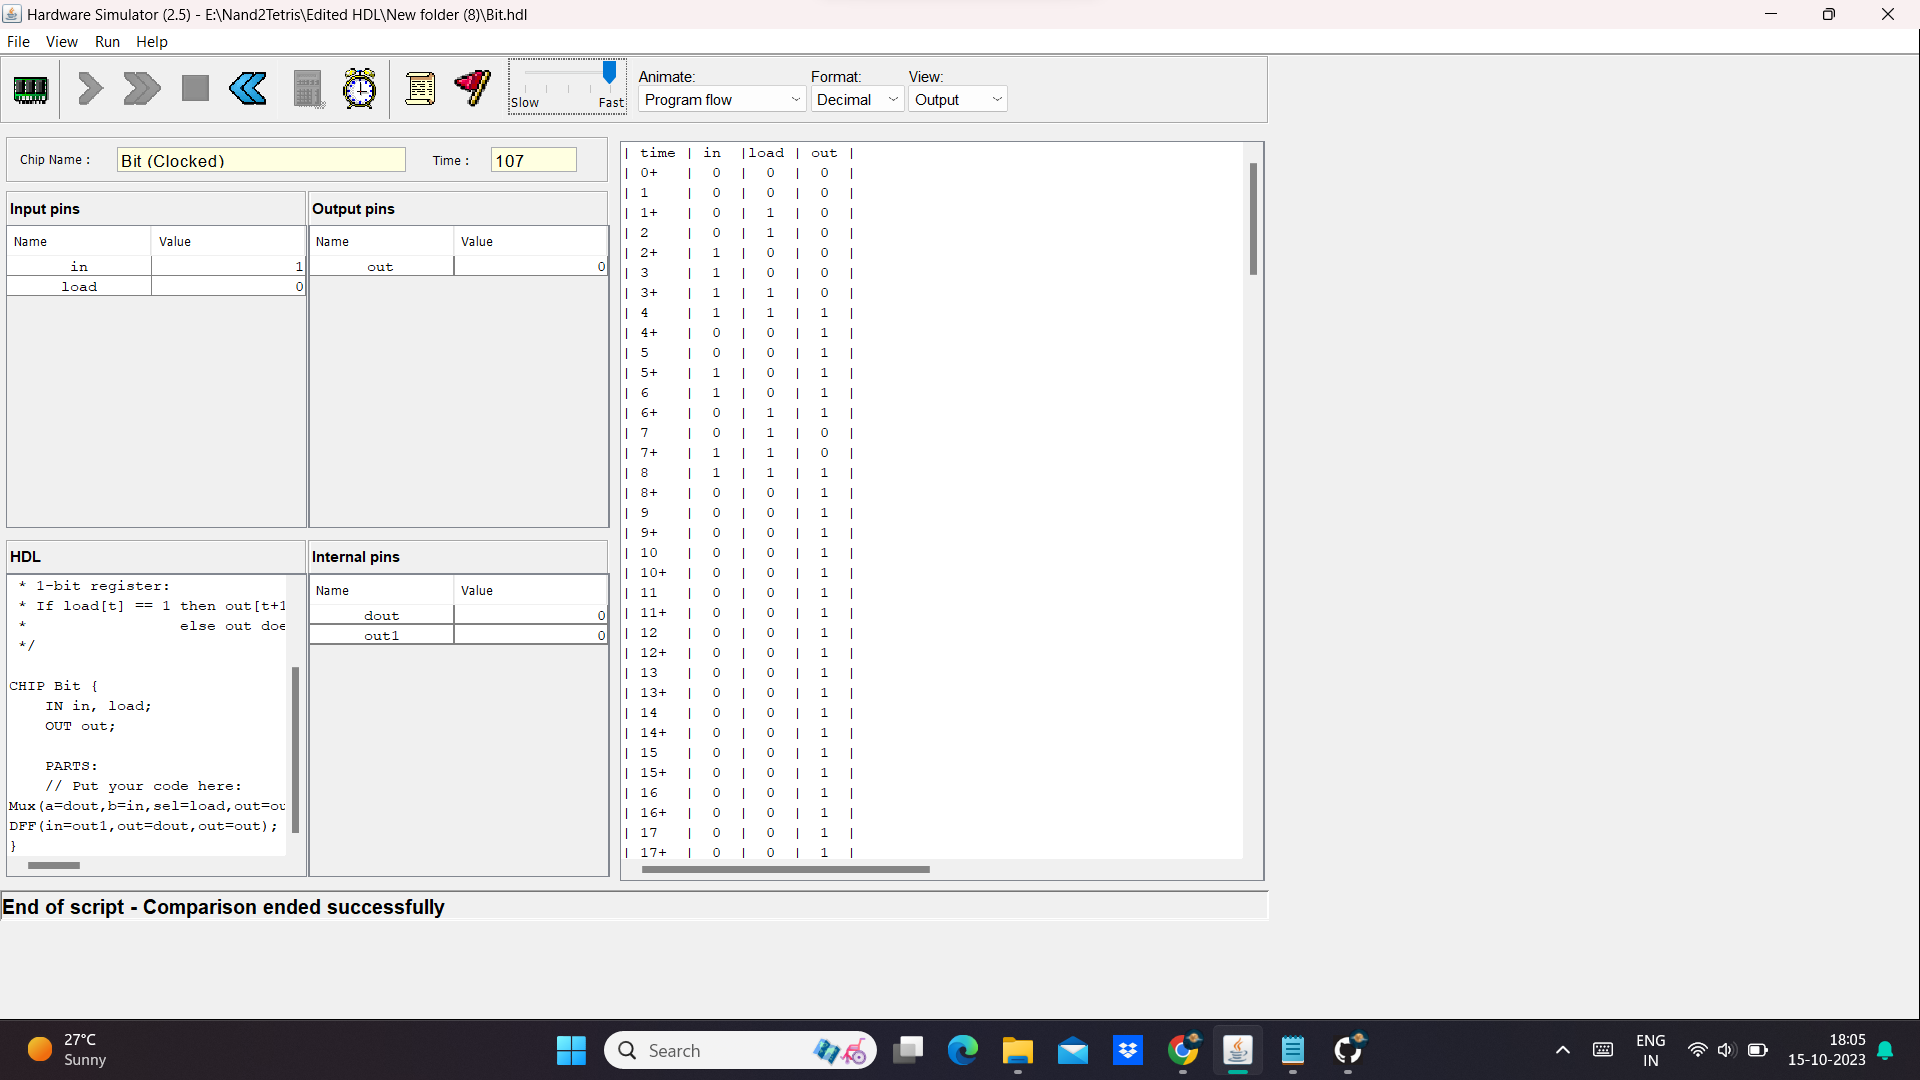 Hardware Simulator (2.5) - E:\Nand2Tetris\Edited HDL\New folder (8)\Bit.hdl
File View Run Help
Slow Fast
Animate: Format: View:
Program flow Decimal Output
Chip Name : Bit (Clocked) Time : 107
Input pins
Name Value
in 1
load 0
Output pins
Name Value
out 0
HDL
* 1-bit register:
* If load[t] == 1 then out[t+1
* else out doe
*/
CHIP Bit {
IN in, load;
OUT out;
PARTS:
// Put your code here:
Mux(a=dout,b=in,sel=load,out=ou
DFF(in=out1,out=dout,out=out);
}
Internal pins
Name Value
dout 0
out1 0
| time | in |load | out |
| 0+ | 0 | 0 | 0 |
| 1 | 0 | 0 | 0 |
| 1+ | 0 | 1 | 0 |
| 2 | 0 | 1 | 0 |
| 2+ | 1 | 0 | 0 |
| 3 | 1 | 0 | 0 |
| 3+ | 1 | 1 | 0 |
| 4 | 1 | 1 | 1 |
| 4+ | 0 | 0 | 1 |
| 5 | 0 | 0 | 1 |
| 5+ | 1 | 0 | 1 |
| 6 | 1 | 0 | 1 |
| 6+ | 0 | 1 | 1 |
| 7 | 0 | 1 | 0 |
| 7+ | 1 | 1 | 0 |
| 8 | 1 | 1 | 1 |
| 8+ | 0 | 0 | 1 |
| 9 | 0 | 0 | 1 |
| 9+ | 0 | 0 | 1 |
| 10 | 0 | 0 | 1 |
| 10+ | 0 | 0 | 1 |
| 11 | 0 | 0 | 1 |
| 11+ | 0 | 0 | 1 |
| 12 | 0 | 0 | 1 |
| 12+ | 0 | 0 | 1 |
| 13 | 0 | 0 | 1 |
| 13+ | 0 | 0 | 1 |
| 14 | 0 | 0 | 1 |
| 14+ | 0 | 0 | 1 |
| 15 | 0 | 0 | 1 |
| 15+ | 0 | 0 | 1 |
| 16 | 0 | 0 | 1 |
| 16+ | 0 | 0 | 1 |
| 17 | 0 | 0 | 1 |
| 17+ | 0 | 0 | 1 |
End of script - Comparison ended successfully
27°C
Sunny
Search
ENG
IN
18:05
15-10-2023